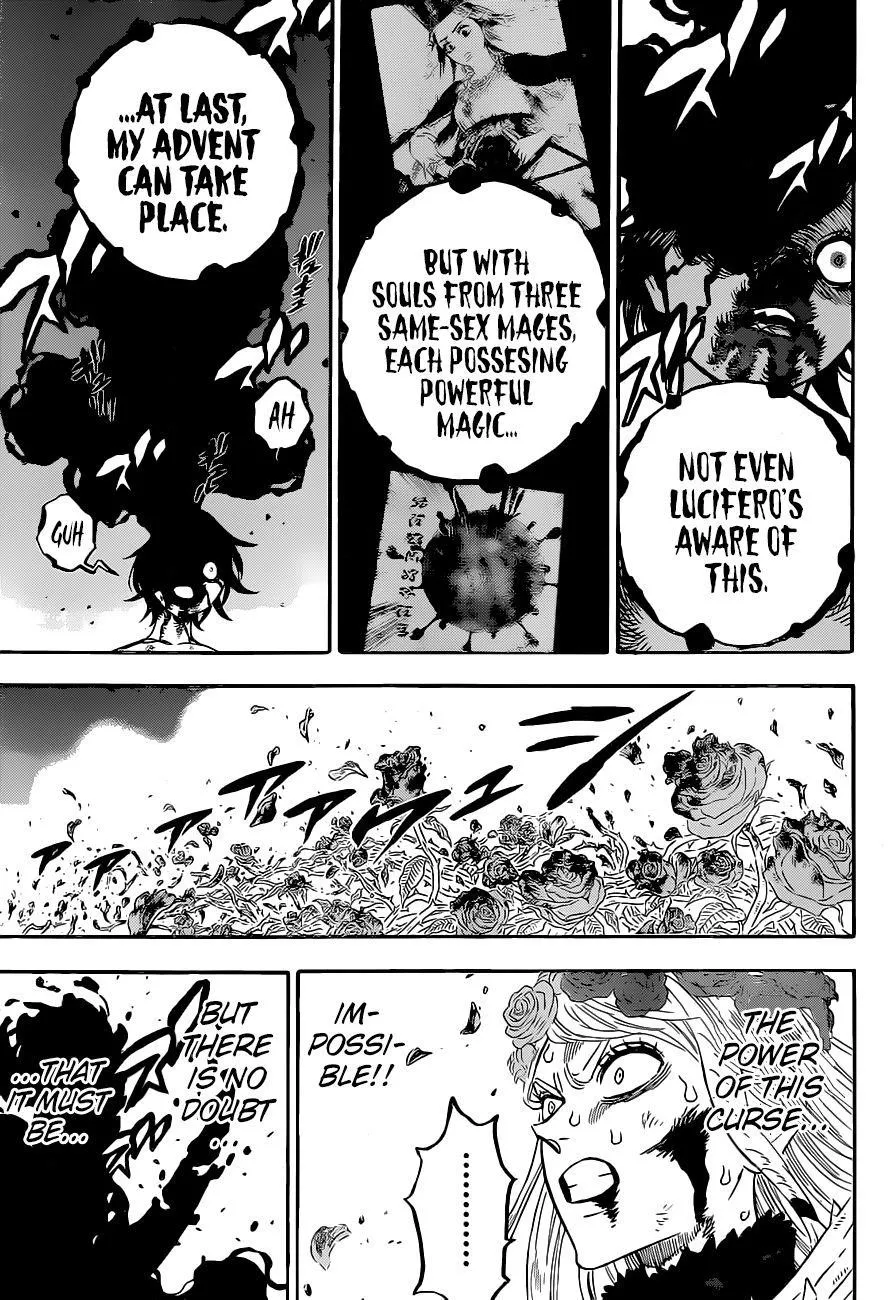 NOT EVEN
LUCIFERO'S
AWARE OF
THIS.
BUT WITH
SOULS FROM THREE
SAME-SEX MAGES,
EACH POSSESING
POWERFUL
MAGIC...
...AT LAST,
MY ADVENT
CAN TAKE
PLACE.
AH
GUH
THE
POWER
OF THIS
CURSE...
IM-
POSSI-
BLE!!
..........
BUT
THERE
IS NO
DOUBT
...
...THAT
IT MUST
BE...